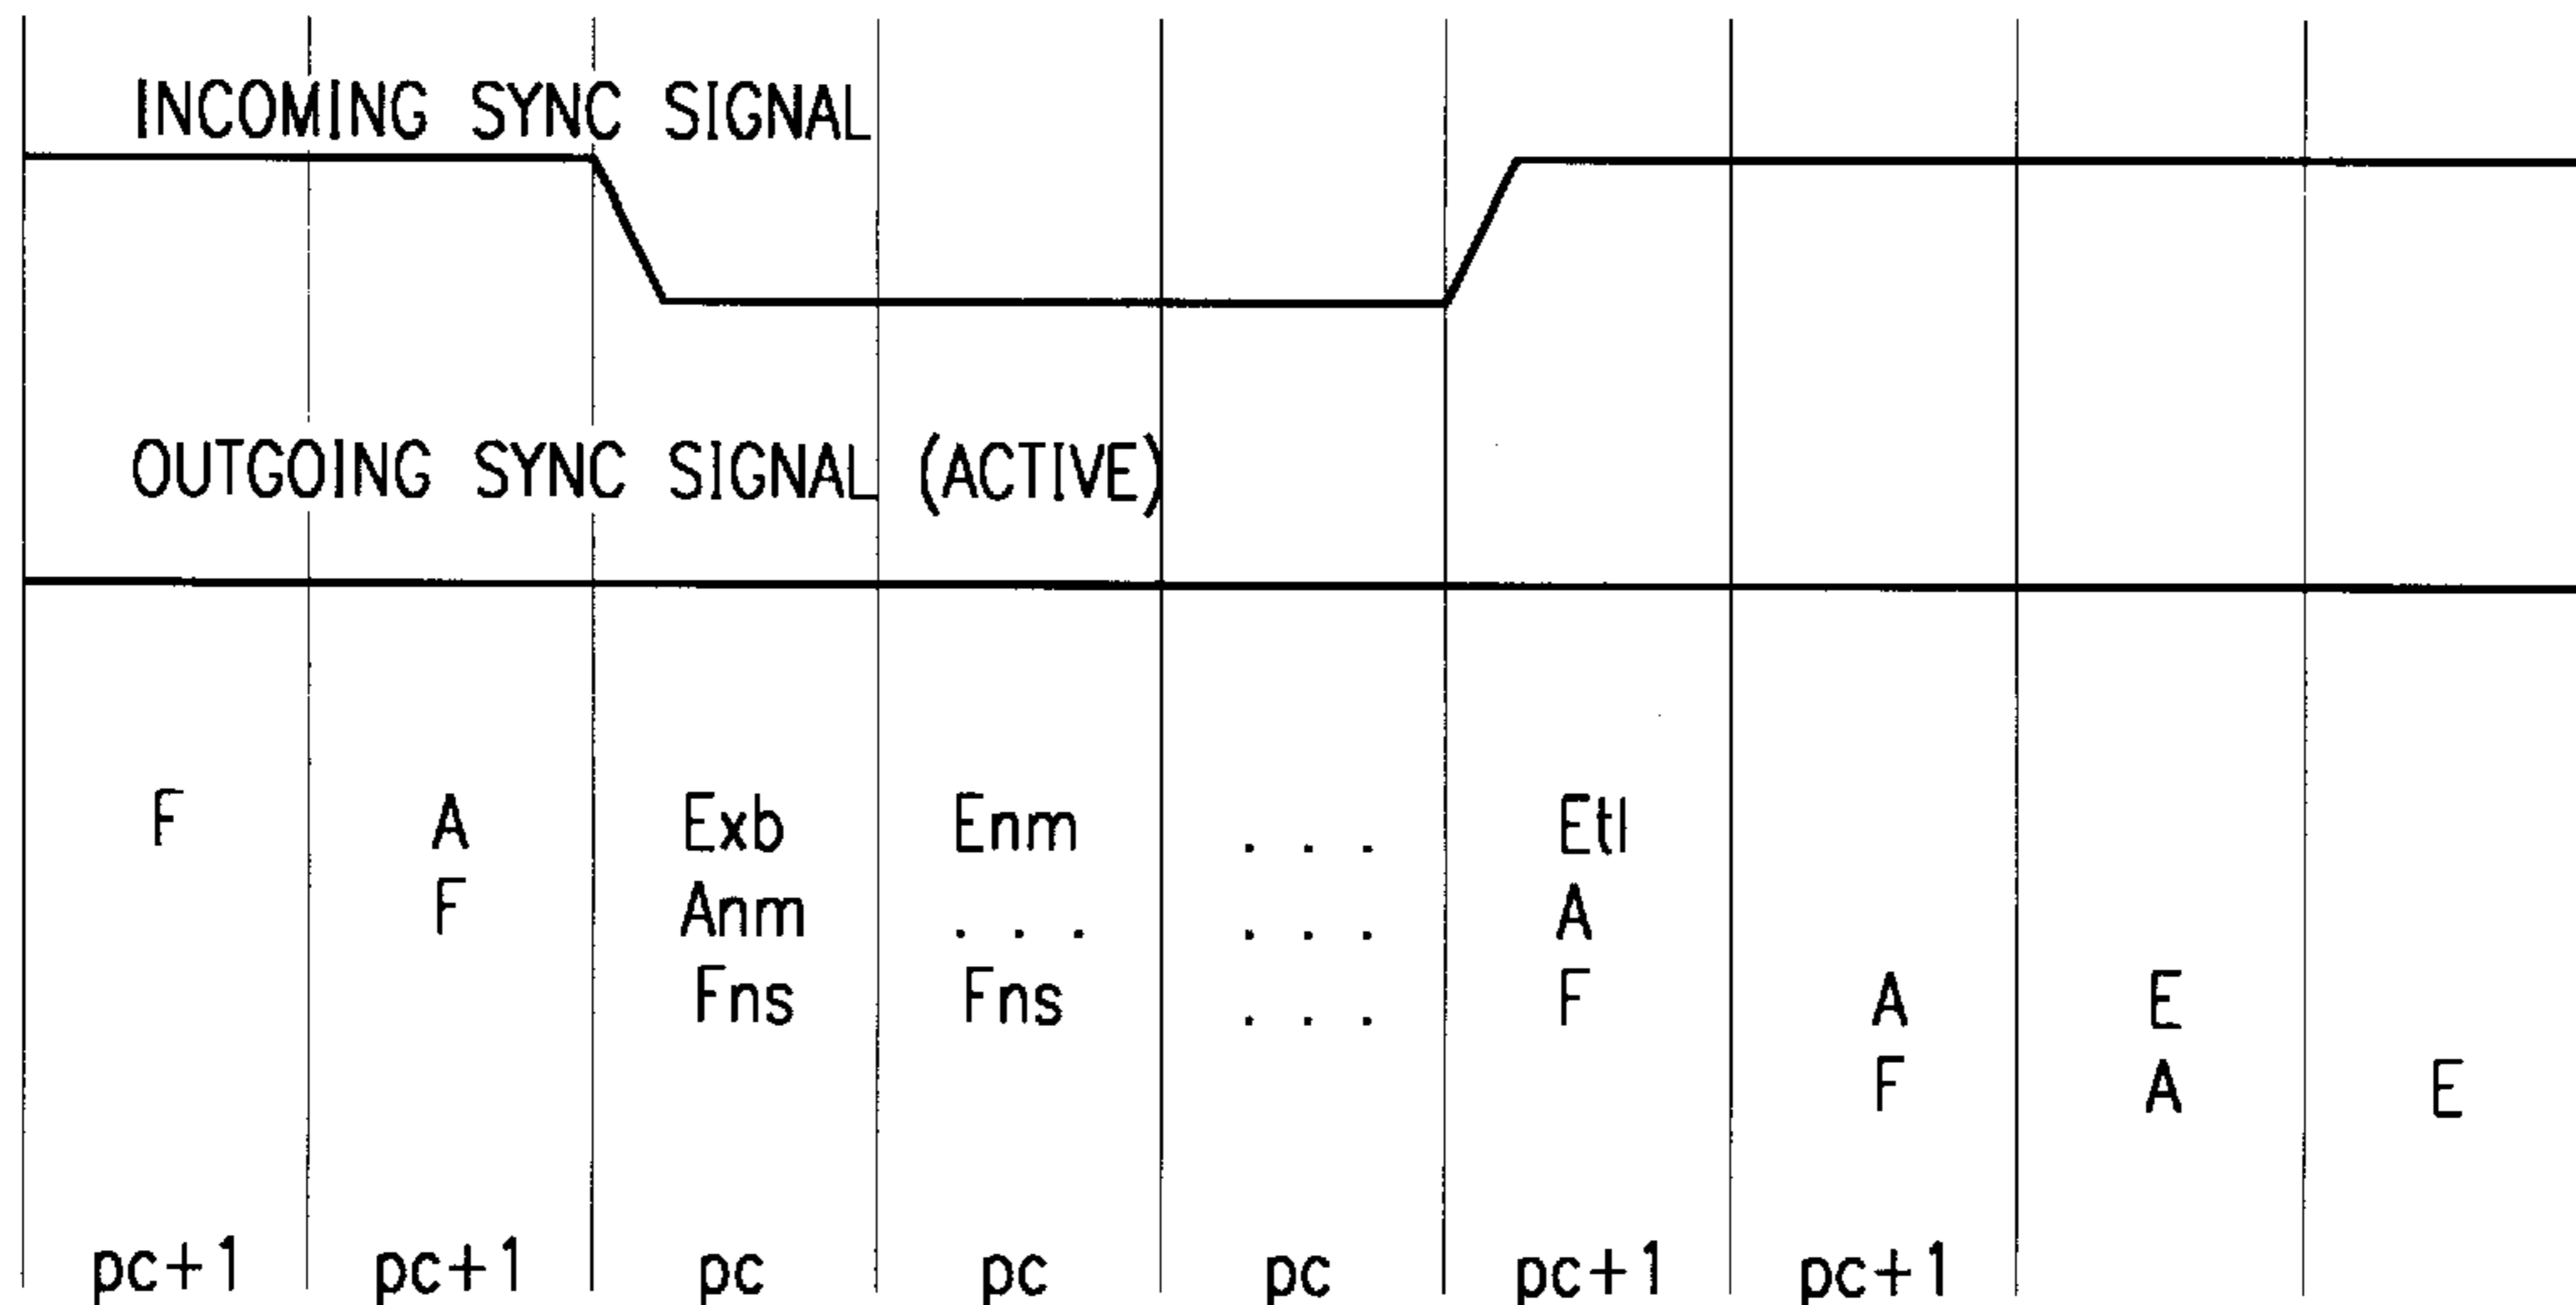 INCOMING SYNC SIGNAL
OUTGOING SYNC SIGNAL (ACTIVE)
F A Exb Enm . . . Etl
F Anm . . . . . . A
Fns Fns . . . F A E
F A E
pc+1 pc+1 pc pc pc pc+1 pc+1